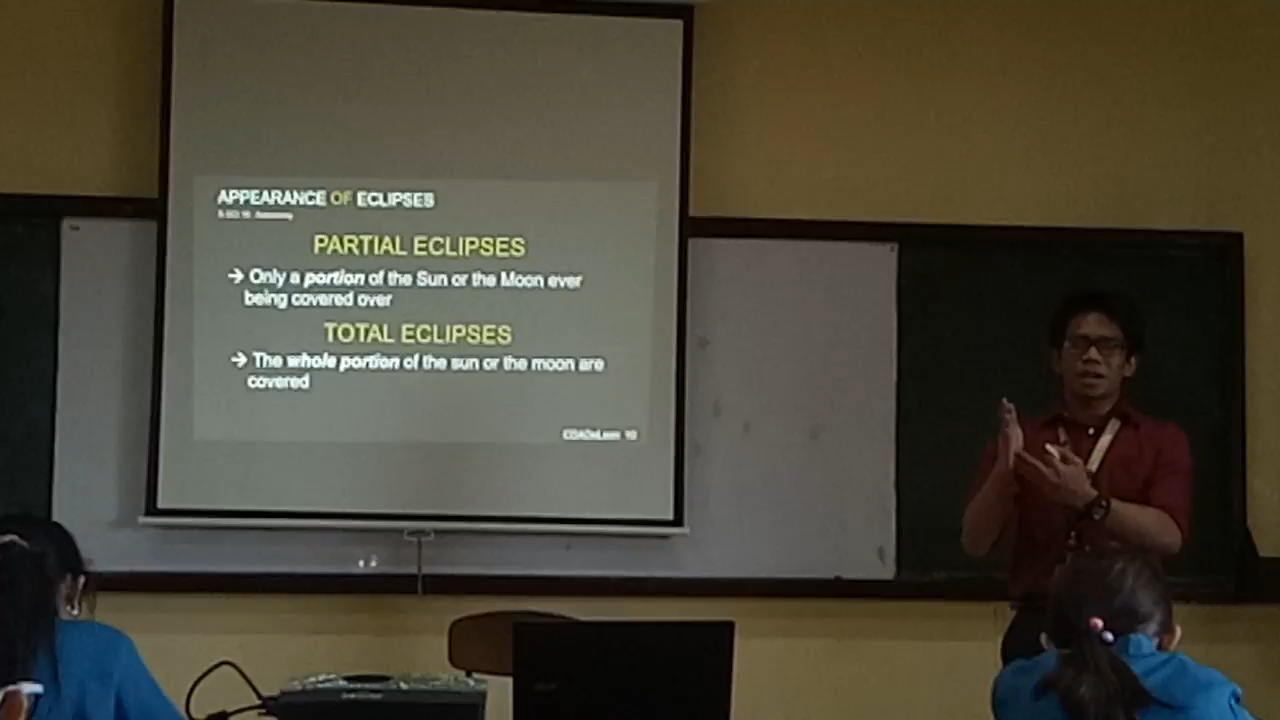 APPEARANCE OF ECLIPSES
PARTIAL ECLIPSES
→ Only a portion of the Sun or the Moon ever
being covered over
TOTAL ECLIPSES
→ The whole portion of the sun or the moon are
covered
10